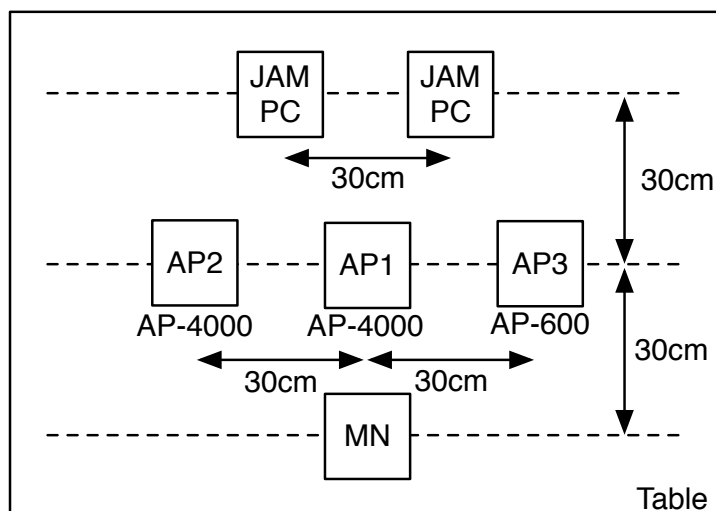 JAM
PC
JAM
PC
30cm
30cm
AP2
AP1
AP3
AP-4000
AP-4000
AP-600
30cm
30cm
30cm
MN
Table